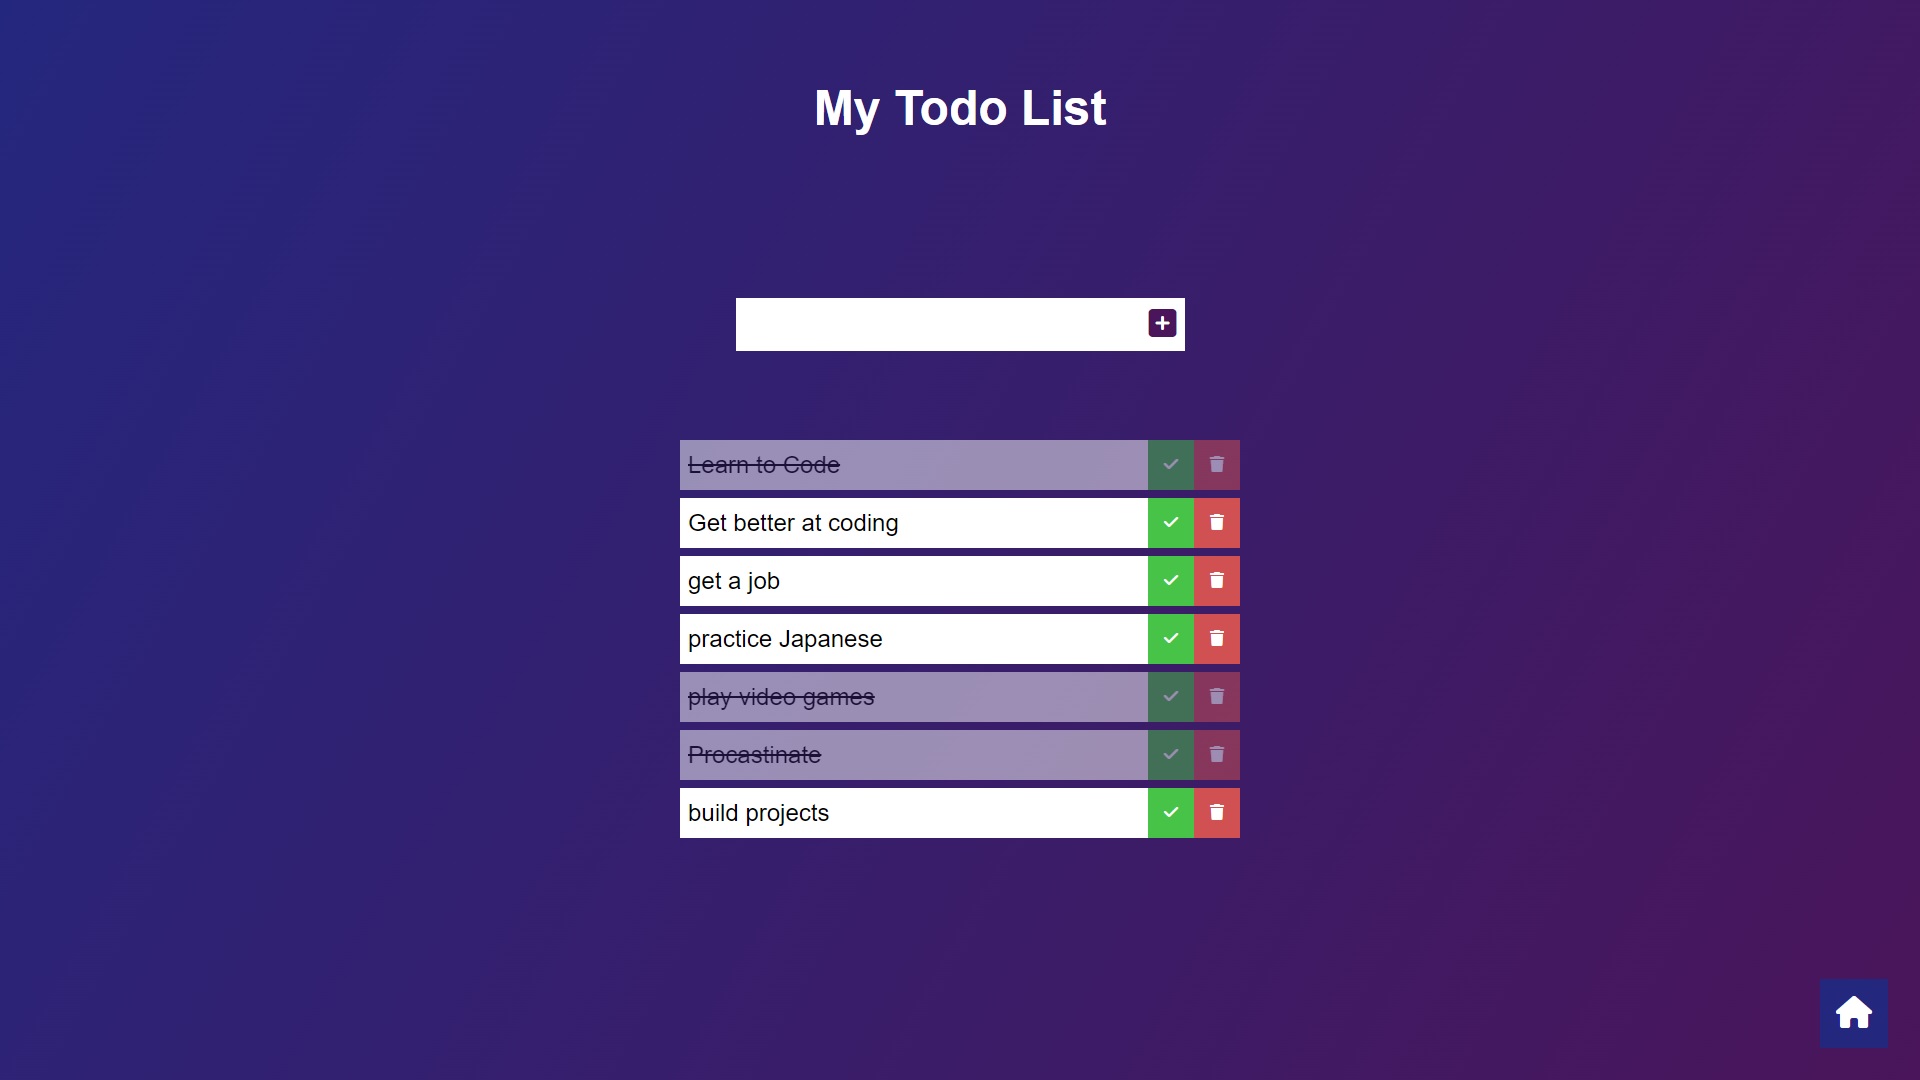 My Todo List
Learn to Code
Get better at coding
get a job
practice Japanese
play video games
Procastinate
build projects